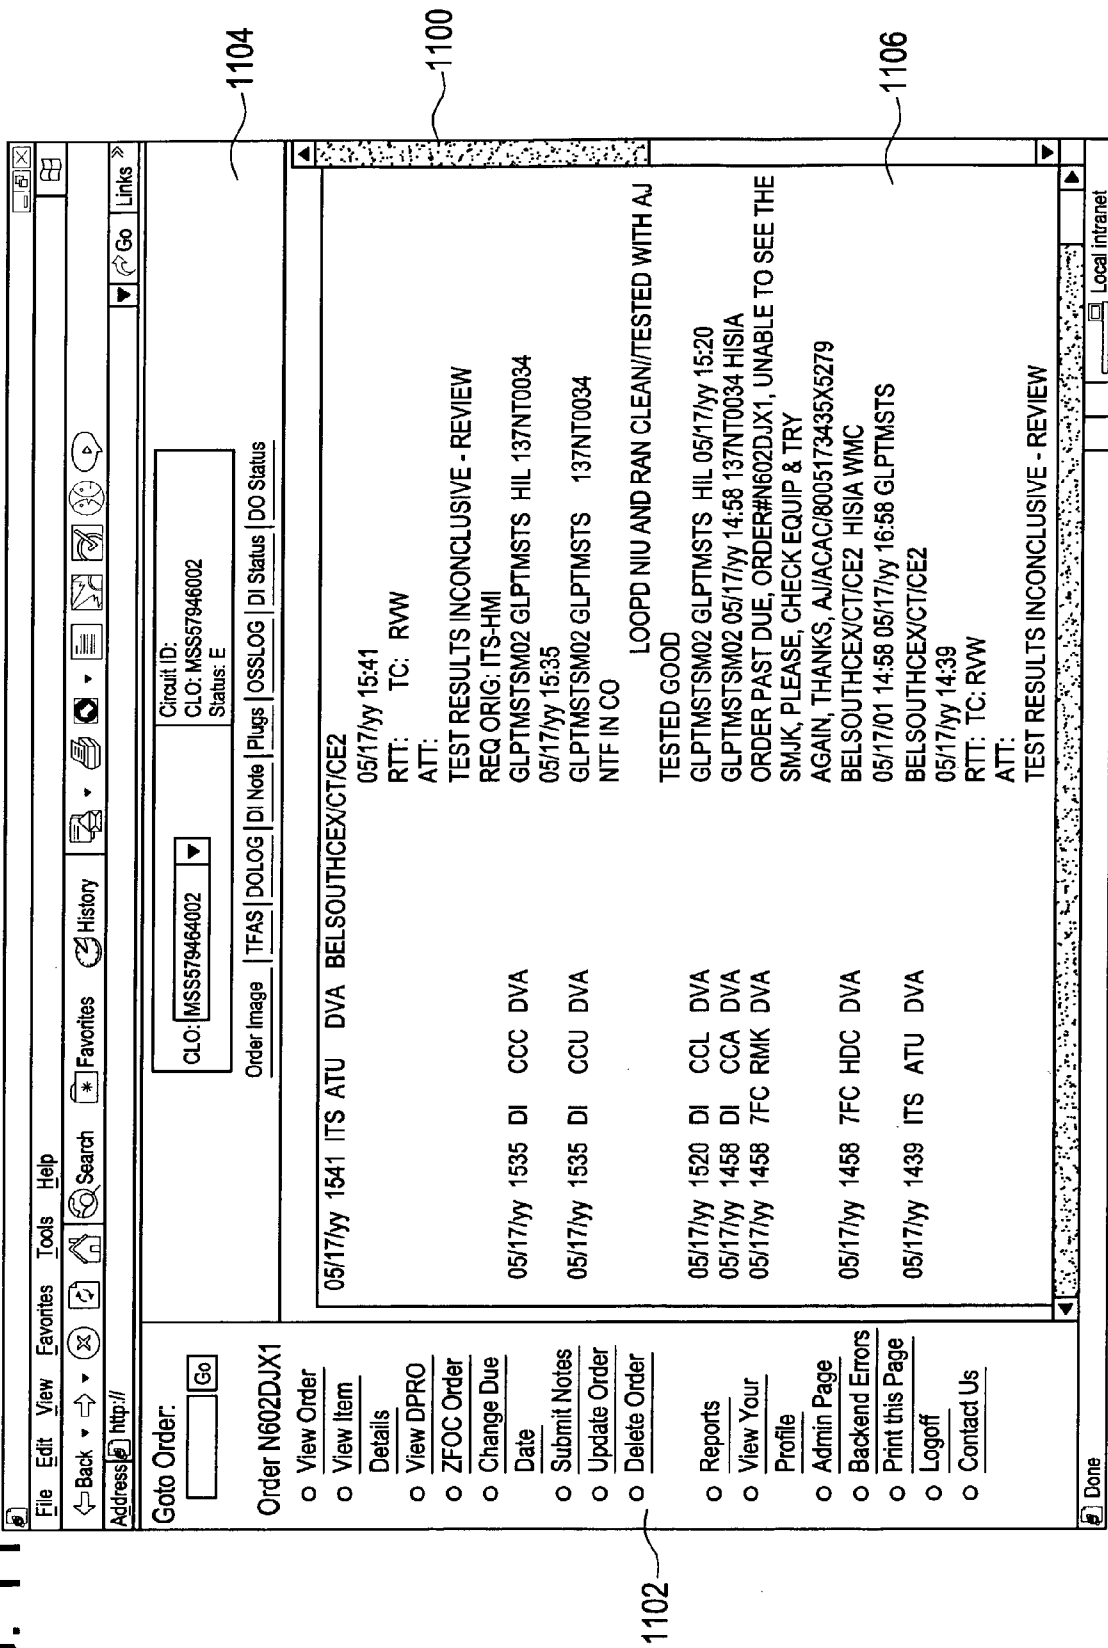 File Edit View Favorites Tools Help
Back Search Favorites History
Address http:// Go Links »
Goto Order:
Go
Order N602DJX1
View Order
View Item
Details
View DPRO
ZFOC Order
Change Due
Date
Submit Notes
Update Order
Delete Order
Reports
View Your
Profile
Admin Page
Backend Errors
Print this Page
Logoff
Contact Us
CLO: MSS579464002
Circuit ID:
CLO: MSS57946002
Status: E
Order Image | TFAS | DOLOG | DI Note | Plugs | OSSLOG | DI Status | DO Status
05/17/yy 1541 ITS ATU DVA BELSOUTHCEX/CT/CE2
05/17/yy 15:41
RTT: TC: RVW
ATT:
TEST RESULTS INCONCLUSIVE - REVIEW
REQ ORIG: ITS-HMI
05/17/yy 1535 DI CCC DVA GLPTMSTSM02 GLPTMSTS HIL 137NT0034
05/17/yy 15:35
05/17/yy 1535 DI CCU DVA GLPTMSTSM02 GLPTMSTS 137NT0034
NTF IN CO
LOOPD NIU AND RAN CLEAN//TESTED WITH AJ
TESTED GOOD
05/17/yy 1520 DI CCL DVA GLPTMSTSM02 GLPTMSTS HIL 05/17/yy 15:20
05/17/yy 1458 DI CCA DVA GLPTMSTSM02 05/17/yy 14:58 137NT0034 HISIA
05/17/yy 1458 7FC RMK DVA ORDER PAST DUE, ORDER#N602DJX1, UNABLE TO SEE THE
SMJK, PLEASE, CHECK EQUIP & TRY
AGAIN, THANKS, AJ/ACAC/8005173435X5279
05/17/yy 1458 7FC HDC DVA BELSOUTHCEX/CT/CE2 HISIA WMC
05/17/01 14:58 05/17/yy 16:58 GLPTMSTS
05/17/yy 1439 ITS ATU DVA BELSOUTHCEX/CT/CE2
05/17/yy 14:39
RTT: TC: RVW
ATT:
TEST RESULTS INCONCLUSIVE - REVIEW
Done
Local intranet
1100
1102
1104
1106